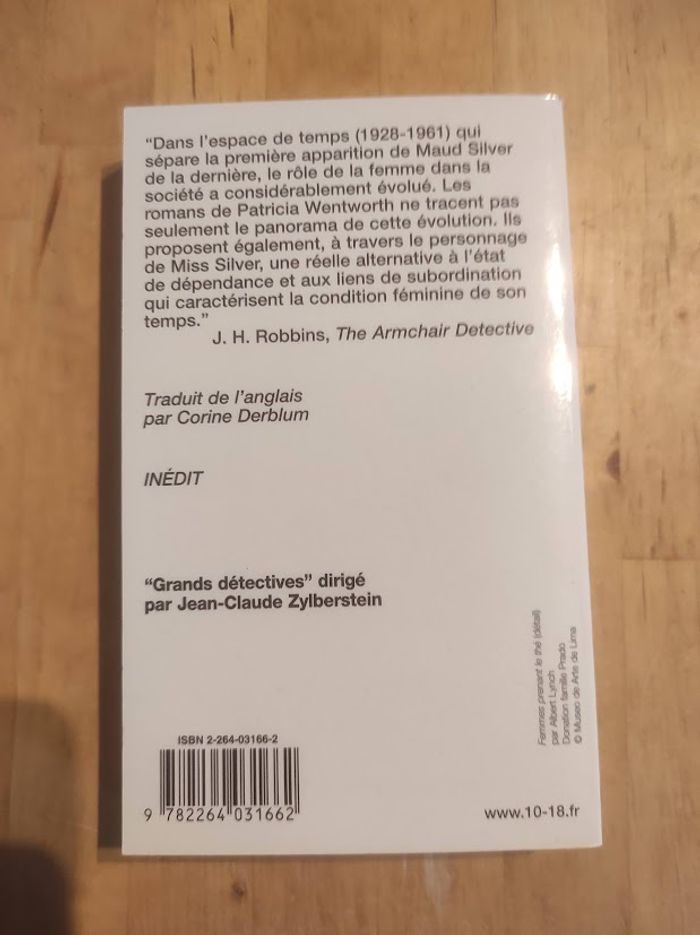 “Dans l’espace de temps (1928-1961) qui
sépare la première apparition de Maud Silver
de la dernière, le rôle de la femme dans la
société a considérablement évolué. Les
romans de Patricia Wentworth ne tracent pas
seulement le panorama de cette évolution. Ils
proposent également, à travers le personnage
de Miss Silver, une réelle alternative à l’état
de dépendance et aux liens de subordination
qui caractérisent la condition féminine de son
temps.”
J. H. Robbins, The Armchair Detective
Traduit de l’anglais
par Corine Derblum
INÉDIT
“Grands détectives” dirigé
par Jean-Claude Zylberstein
Femmes prenant le thé (détail)
par Albert Lynch
Donation famille Prado
© Museo de Arte de Lima
ISBN 2-264-03166-2
9 782264 031662
www.10-18.fr